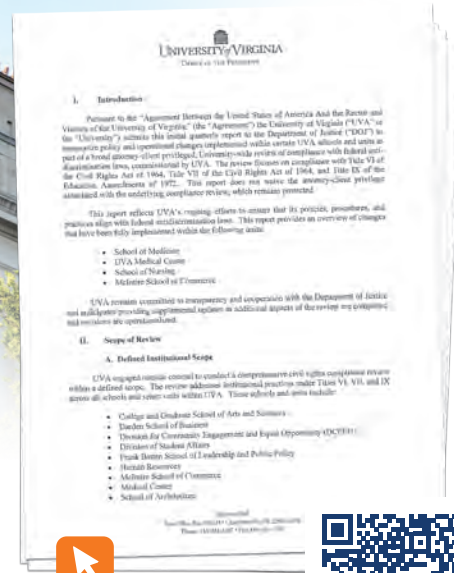 UNIVERSITY of VIRGINIA
OFFICE OF THE PRESIDENT
I. Introduction
Pursuant to the "Agreement Between the United States of America And the Rector and
Visitors of the University of Virginia," (the "Agreement") the University of Virginia ("UVA" or
the "University") submits this initial quarterly report to the Department of Justice ("DOJ") to
summarize policy and operational changes implemented within certain UVA schools and units as
part of a broad attorney-client privileged, University-wide review of compliance with federal anti-
discrimination laws, commissioned by UVA. The review focuses on compliance with Title VI of
the Civil Rights Act of 1964, Title VII of the Civil Rights Act of 1964, and Title IX of the
Education Amendments of 1972. This report does not waive the attorney-client privilege
associated with the underlying compliance review, which remains protected.
This report reflects UVA's ongoing efforts to ensure that its policies, procedures, and
practices align with federal antidiscrimination laws. This report provides an overview of changes
that have been fully implemented within the following units:
• School of Medicine
• UVA Medical Center
• School of Nursing
• McIntire School of Commerce
UVA remains committed to transparency and cooperation with the Department of Justice
and anticipates providing supplemental updates as additional aspects of the review are completed
and revisions are operationalized.
II. Scope of Review
A. Defined Institutional Scope
UVA engaged outside counsel to conduct a comprehensive civil rights compliance review
within a defined scope. The review addresses institutional practices under Titles VI, VII, and IX
across all schools and select units within UVA. Those schools and units include:
• College and Graduate School of Arts and Sciences
• Darden School of Business
• Division for Community Engagement and Equal Opportunity (DCEEO)
• Division of Student Affairs
• Frank Batten School of Leadership and Public Policy
• Human Resources
• McIntire School of Commerce
• Medical Center
• School of Architecture